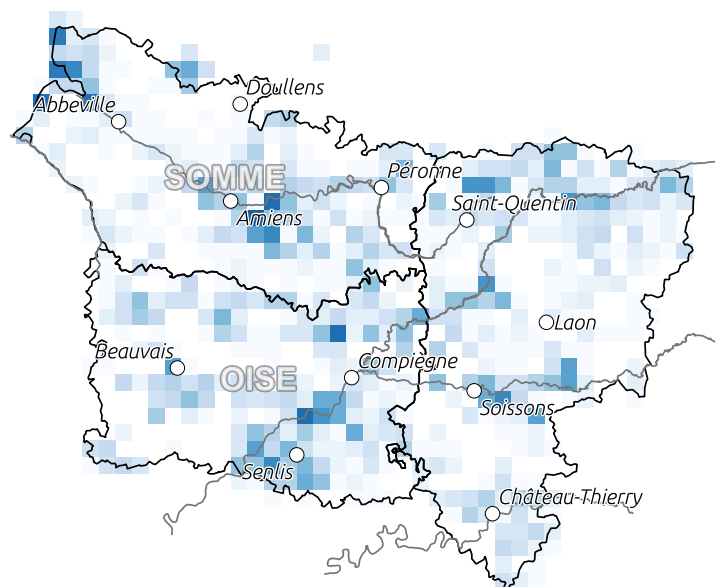 Doullens
Abbeville
SOMME
Péronne
Saint-Quentin
Amiens
Laon
Beauvais
OISE
Compiègne
Soissons
Senlis
Château-Thierry